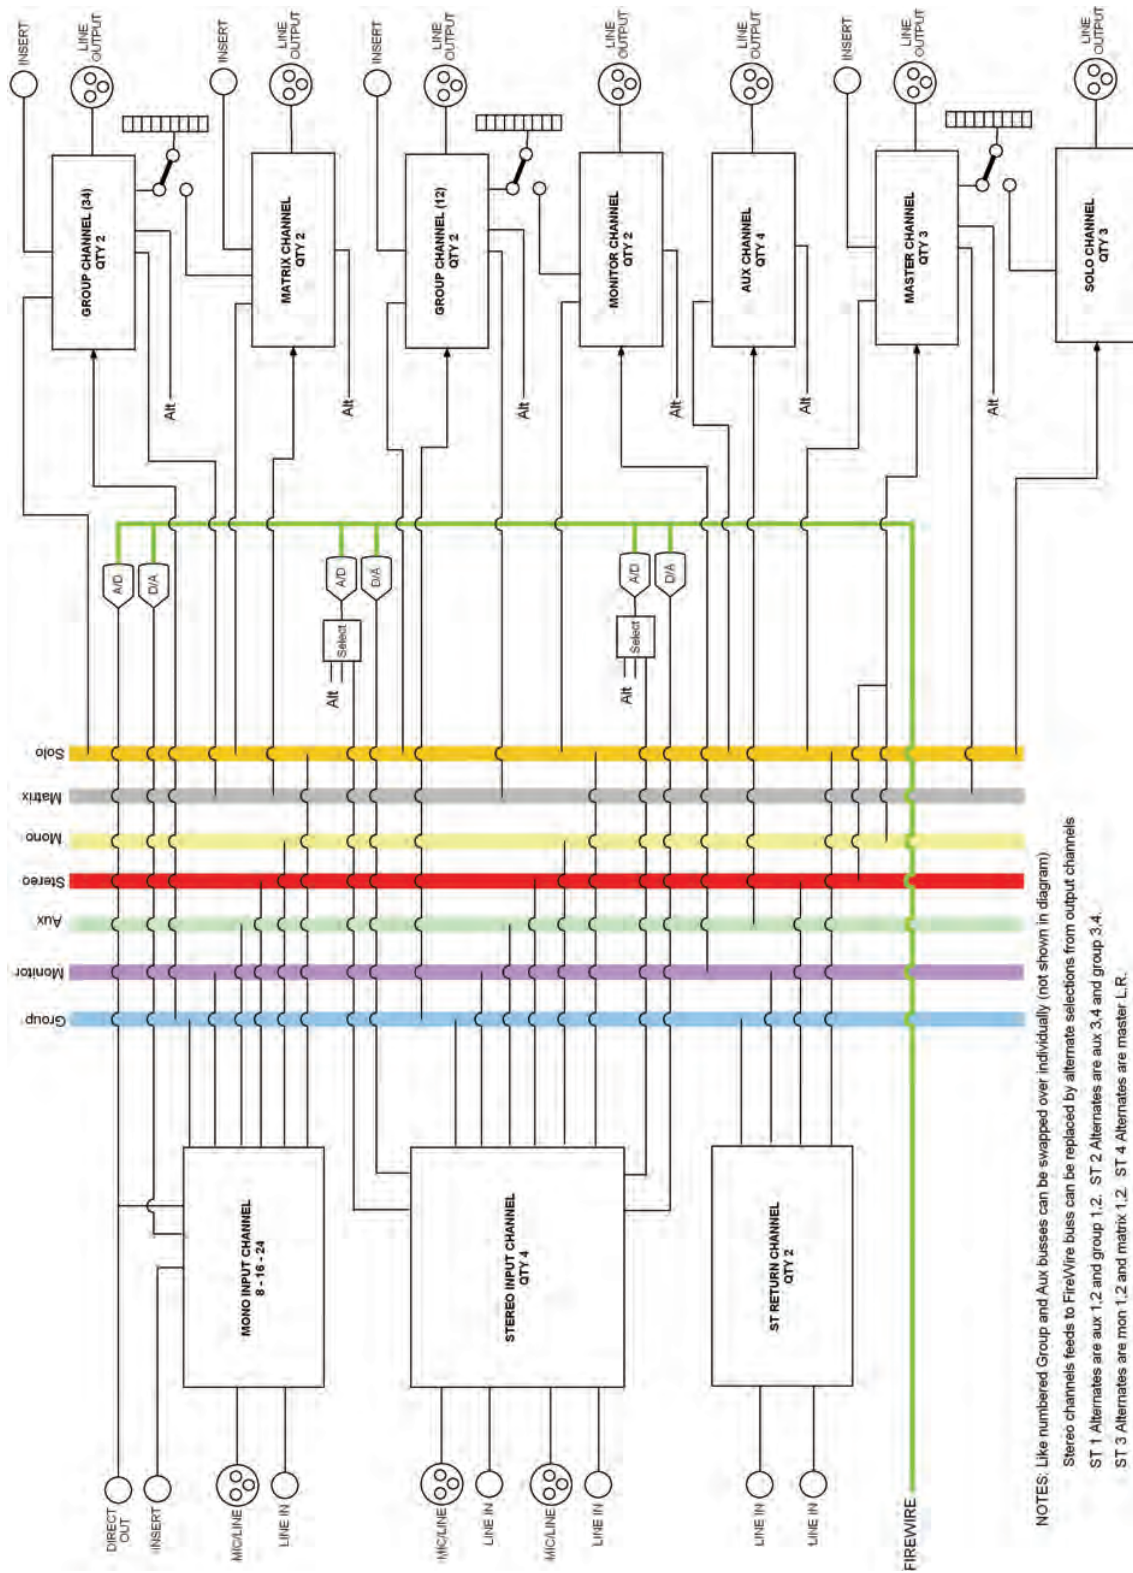 INSERT
LINE
OUTPUT
INSERT
LINE
OUTPUT
INSERT
LINE
OUTPUT
LINE
OUTPUT
LINE
OUTPUT
INSERT
LINE
OUTPUT
LINE
OUTPUT
GROUP CHANNEL (34)
QTY 2
MATRIX CHANNEL
QTY 2
GROUP CHANNEL (12)
QTY 2
MONITOR CHANNEL
QTY 2
AUX CHANNEL
QTY 4
MASTER CHANNEL
QTY 3
SOLO CHANNEL
QTY 3
Alt
Alt
Alt
Alt
Alt
Alt
A/D
D/A
A/D
D/A
A/D
D/A
Select
Select
Alt
Alt
Solo
Matrix
Mono
Stereo
Aux
Monitor
Group
MONO INPUT CHANNEL
8 - 16 - 24
STEREO INPUT CHANNEL
QTY 4
ST RETURN CHANNEL
QTY 2
DIRECT
OUT
INSERT
MIC/LINE
LINE IN
MIC/LINE
LINE IN
MIC/LINE
LINE IN
LINE IN
LINE IN
FIREWIRE
NOTES: Like numbered Group and Aux busses can be swapped over individually (not shown in diagram)
Stereo channels feeds to FireWire buss can be replaced by alternate selections from output channels
ST 1 Alternates are aux 1,2 and group 1,2. ST 2 Alternates are aux 3,4 and group 3,4.
ST 3 Alternates are mon 1,2 and matrix 1,2. ST 4 Alternates are master L,R.